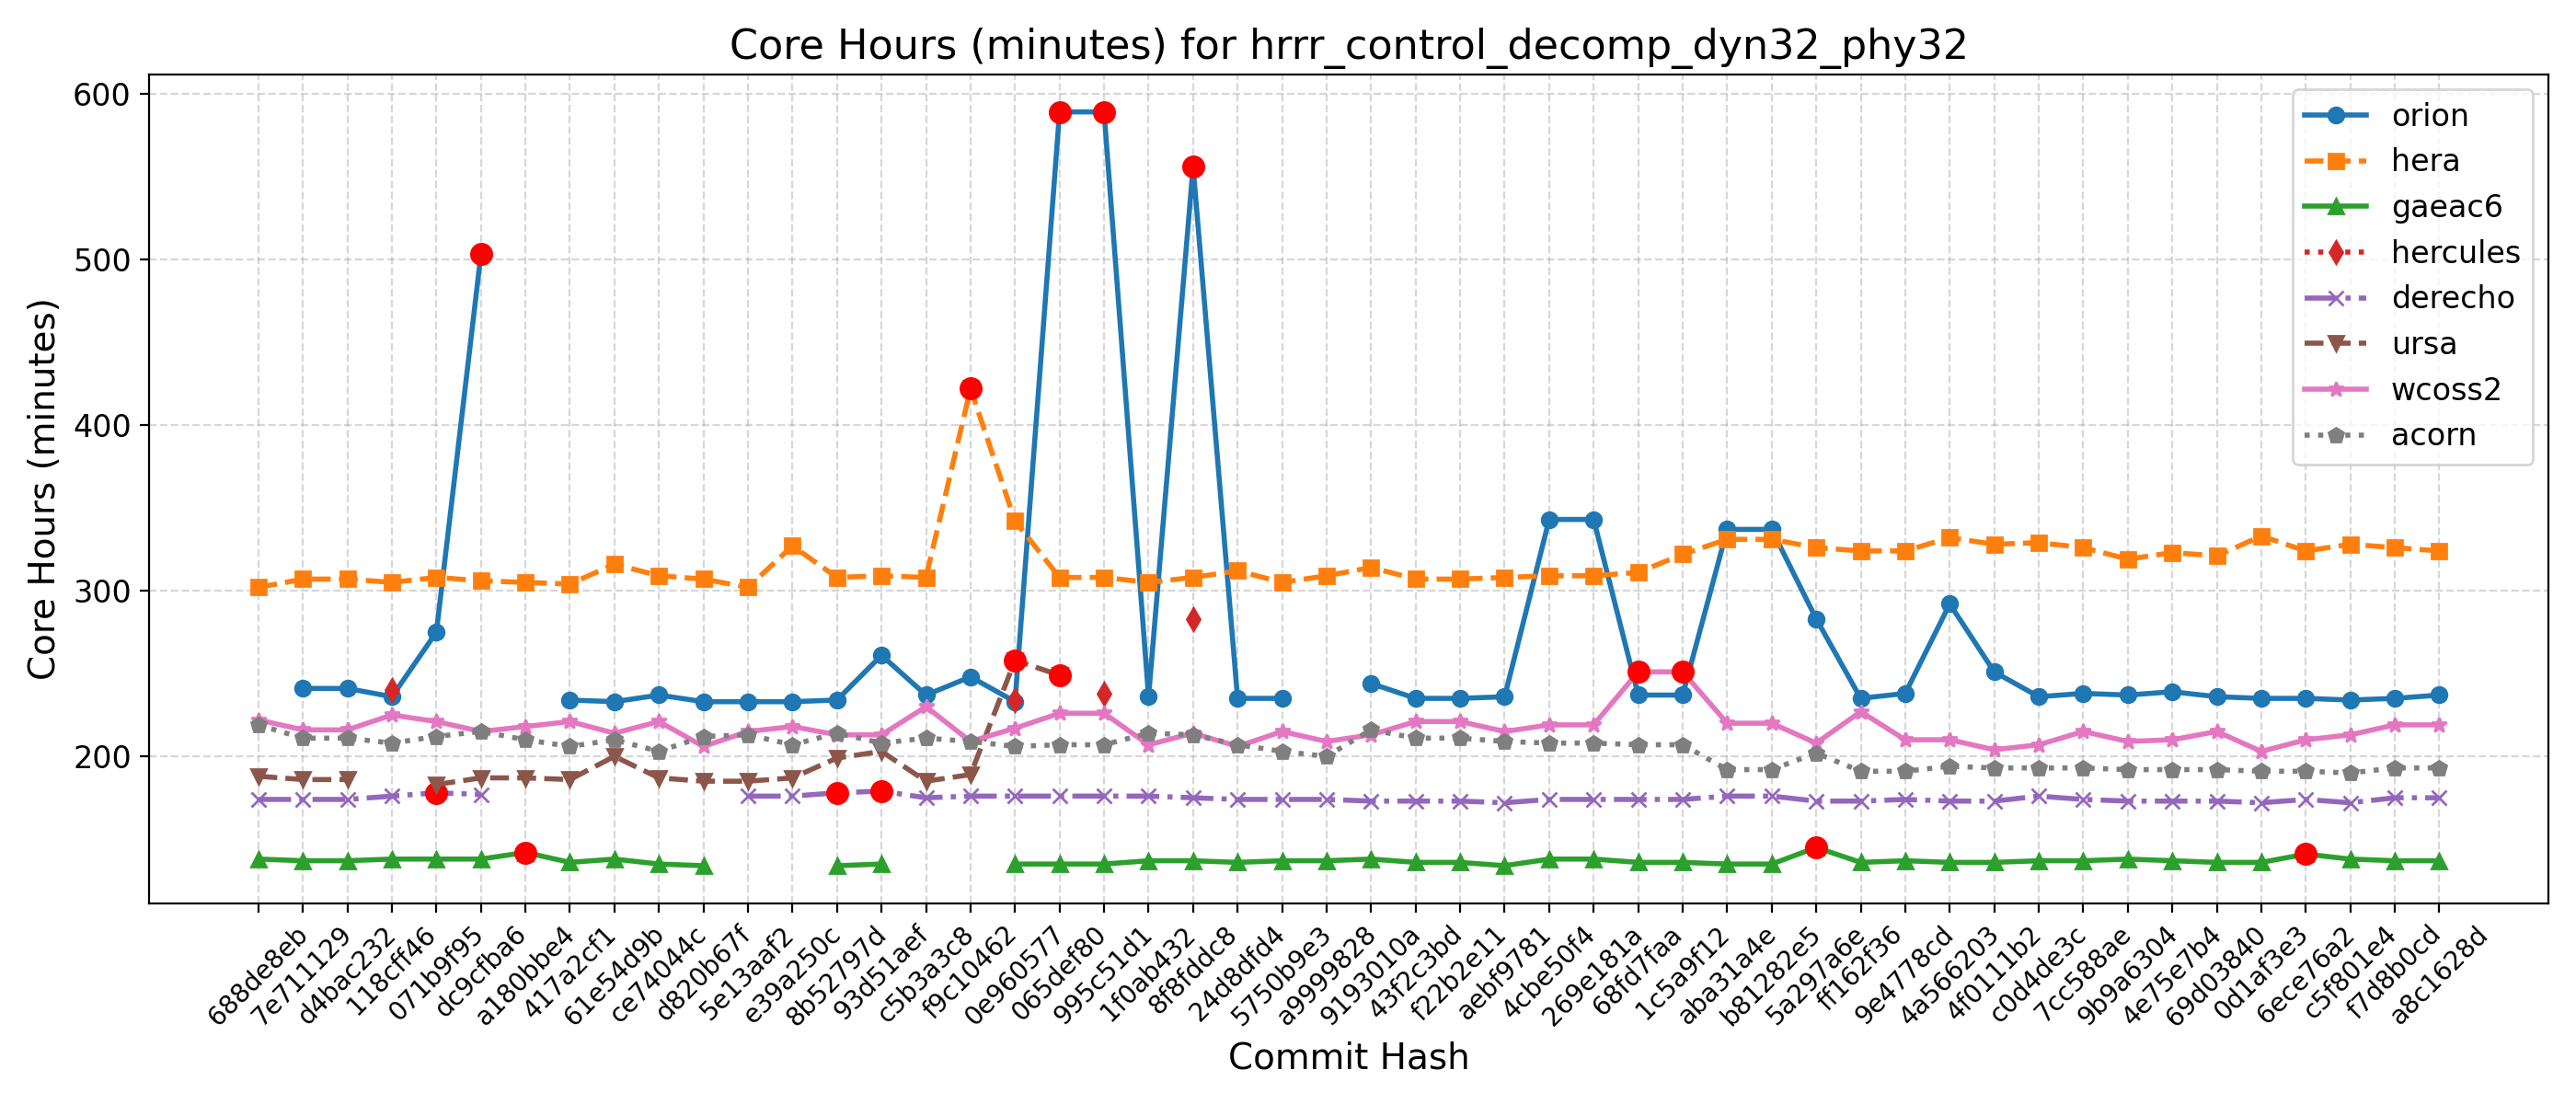 Core Hours (minutes) for hrrr_control_decomp_dyn32_phy32
Core Hours (minutes)
600
500
400
300
200
orion
hera
gaeac6
hercules
derecho
ursa
wcoss2
acorn
688de8eb
7e711129
d4bac232
118cff46
071b9f95
dc9cfba6
a180bbe4
417a2cf1
61e54d9b
ce74044c
d820b67f
5e13aaf2
e39a250c
8b52797d
93d51aef
c5b3a3c8
f9c10462
0e960577
065def80
995c51d1
1f0ab432
8f8fddc8
24d8dfd4
5750b9e3
a9999828
9193010a
43f2c3bd
f22b2e11
aebf9781
4cbe50f4
269e181a
68fd7faa
1c5a9f12
aba31a4e
b81282e5
5a297a6e
ff162f36
9e4778cd
4a566203
4f0111b2
c0d4de3c
7cc588ae
9b9a6304
4e75e7b4
69d03840
0d1af3e3
6ece76a2
c5f801e4
f7d8b0cd
a8c1628d
Commit Hash